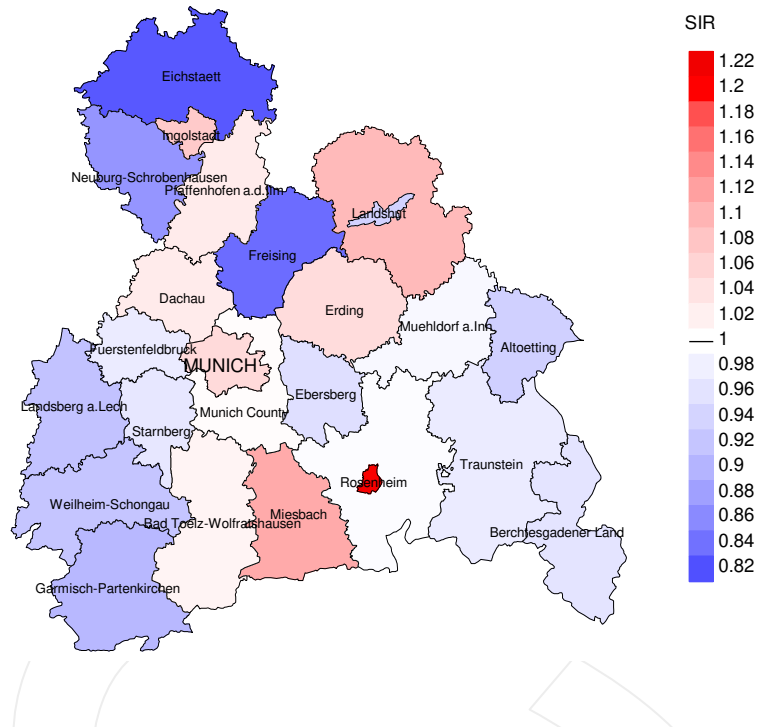 SIR
1.22
1.2
1.18
1.16
1.14
1.12
1.1
1.08
1.06
1.04
1.02
1
0.98
0.96
0.94
0.92
0.9
0.88
0.86
0.84
0.82
Eichstaett
Ingolstadt
Neuburg-Schrobenhausen
Pfaffenhofen a.d.Ilm
Landshut
Freising
Dachau
Erding
Muehldorf a.Inn
Fuerstenfeldbruck
Altoetting
MUNICH
Ebersberg
Landsberg a.Lech
Munich County
Starnberg
Traunstein
Rosenheim
Weilheim-Schongau
Miesbach
Bad Toelz-Wolfratshausen
Berchtesgadener Land
Garmisch-Partenkirchen